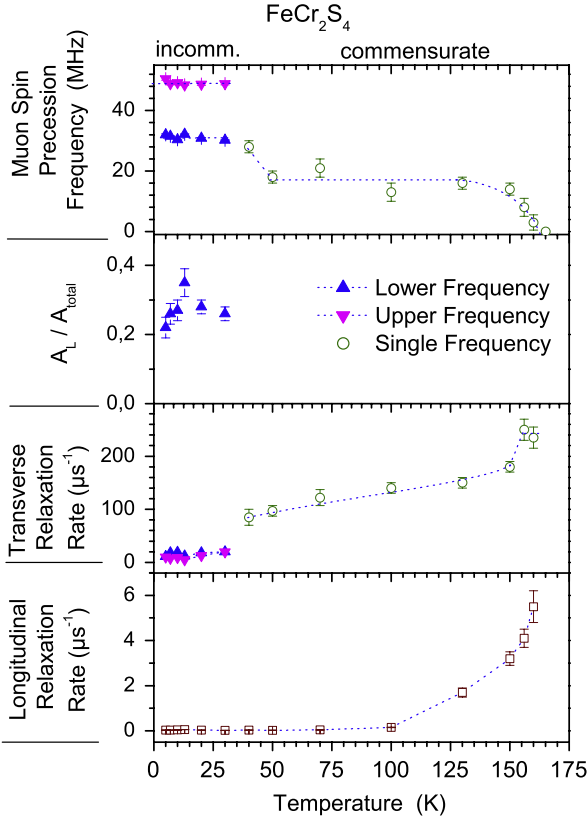 FeCr₂S₄
incomm. commensurate
Muon Spin
Precession
Frequency (MHz)
40
20
0
A_L / A_total
0,4
0,2
0,0
Lower Frequency
Upper Frequency
Single Frequency
Transverse
Relaxation
Rate (μs⁻¹)
200
100
0
Longitudinal
Relaxation
Rate (μs⁻¹)
6
4
2
0
0 25 50 75 100 125 150 175
Temperature (K)